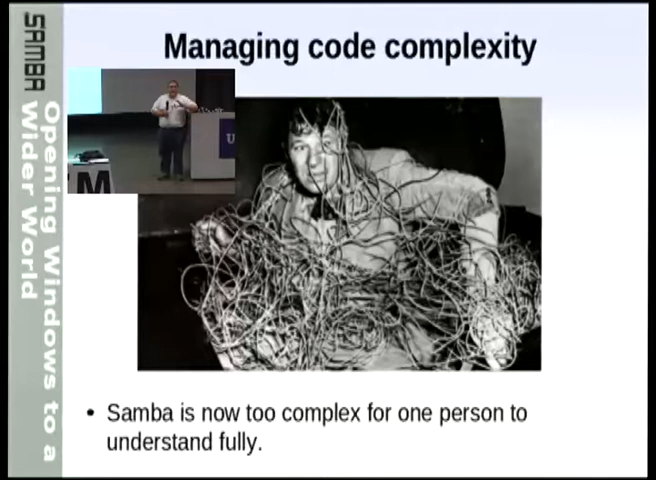 Managing code complexity
SAMBA
Opening Windows to a
Wider World
U
M
• Samba is now too complex for one person to
understand fully.